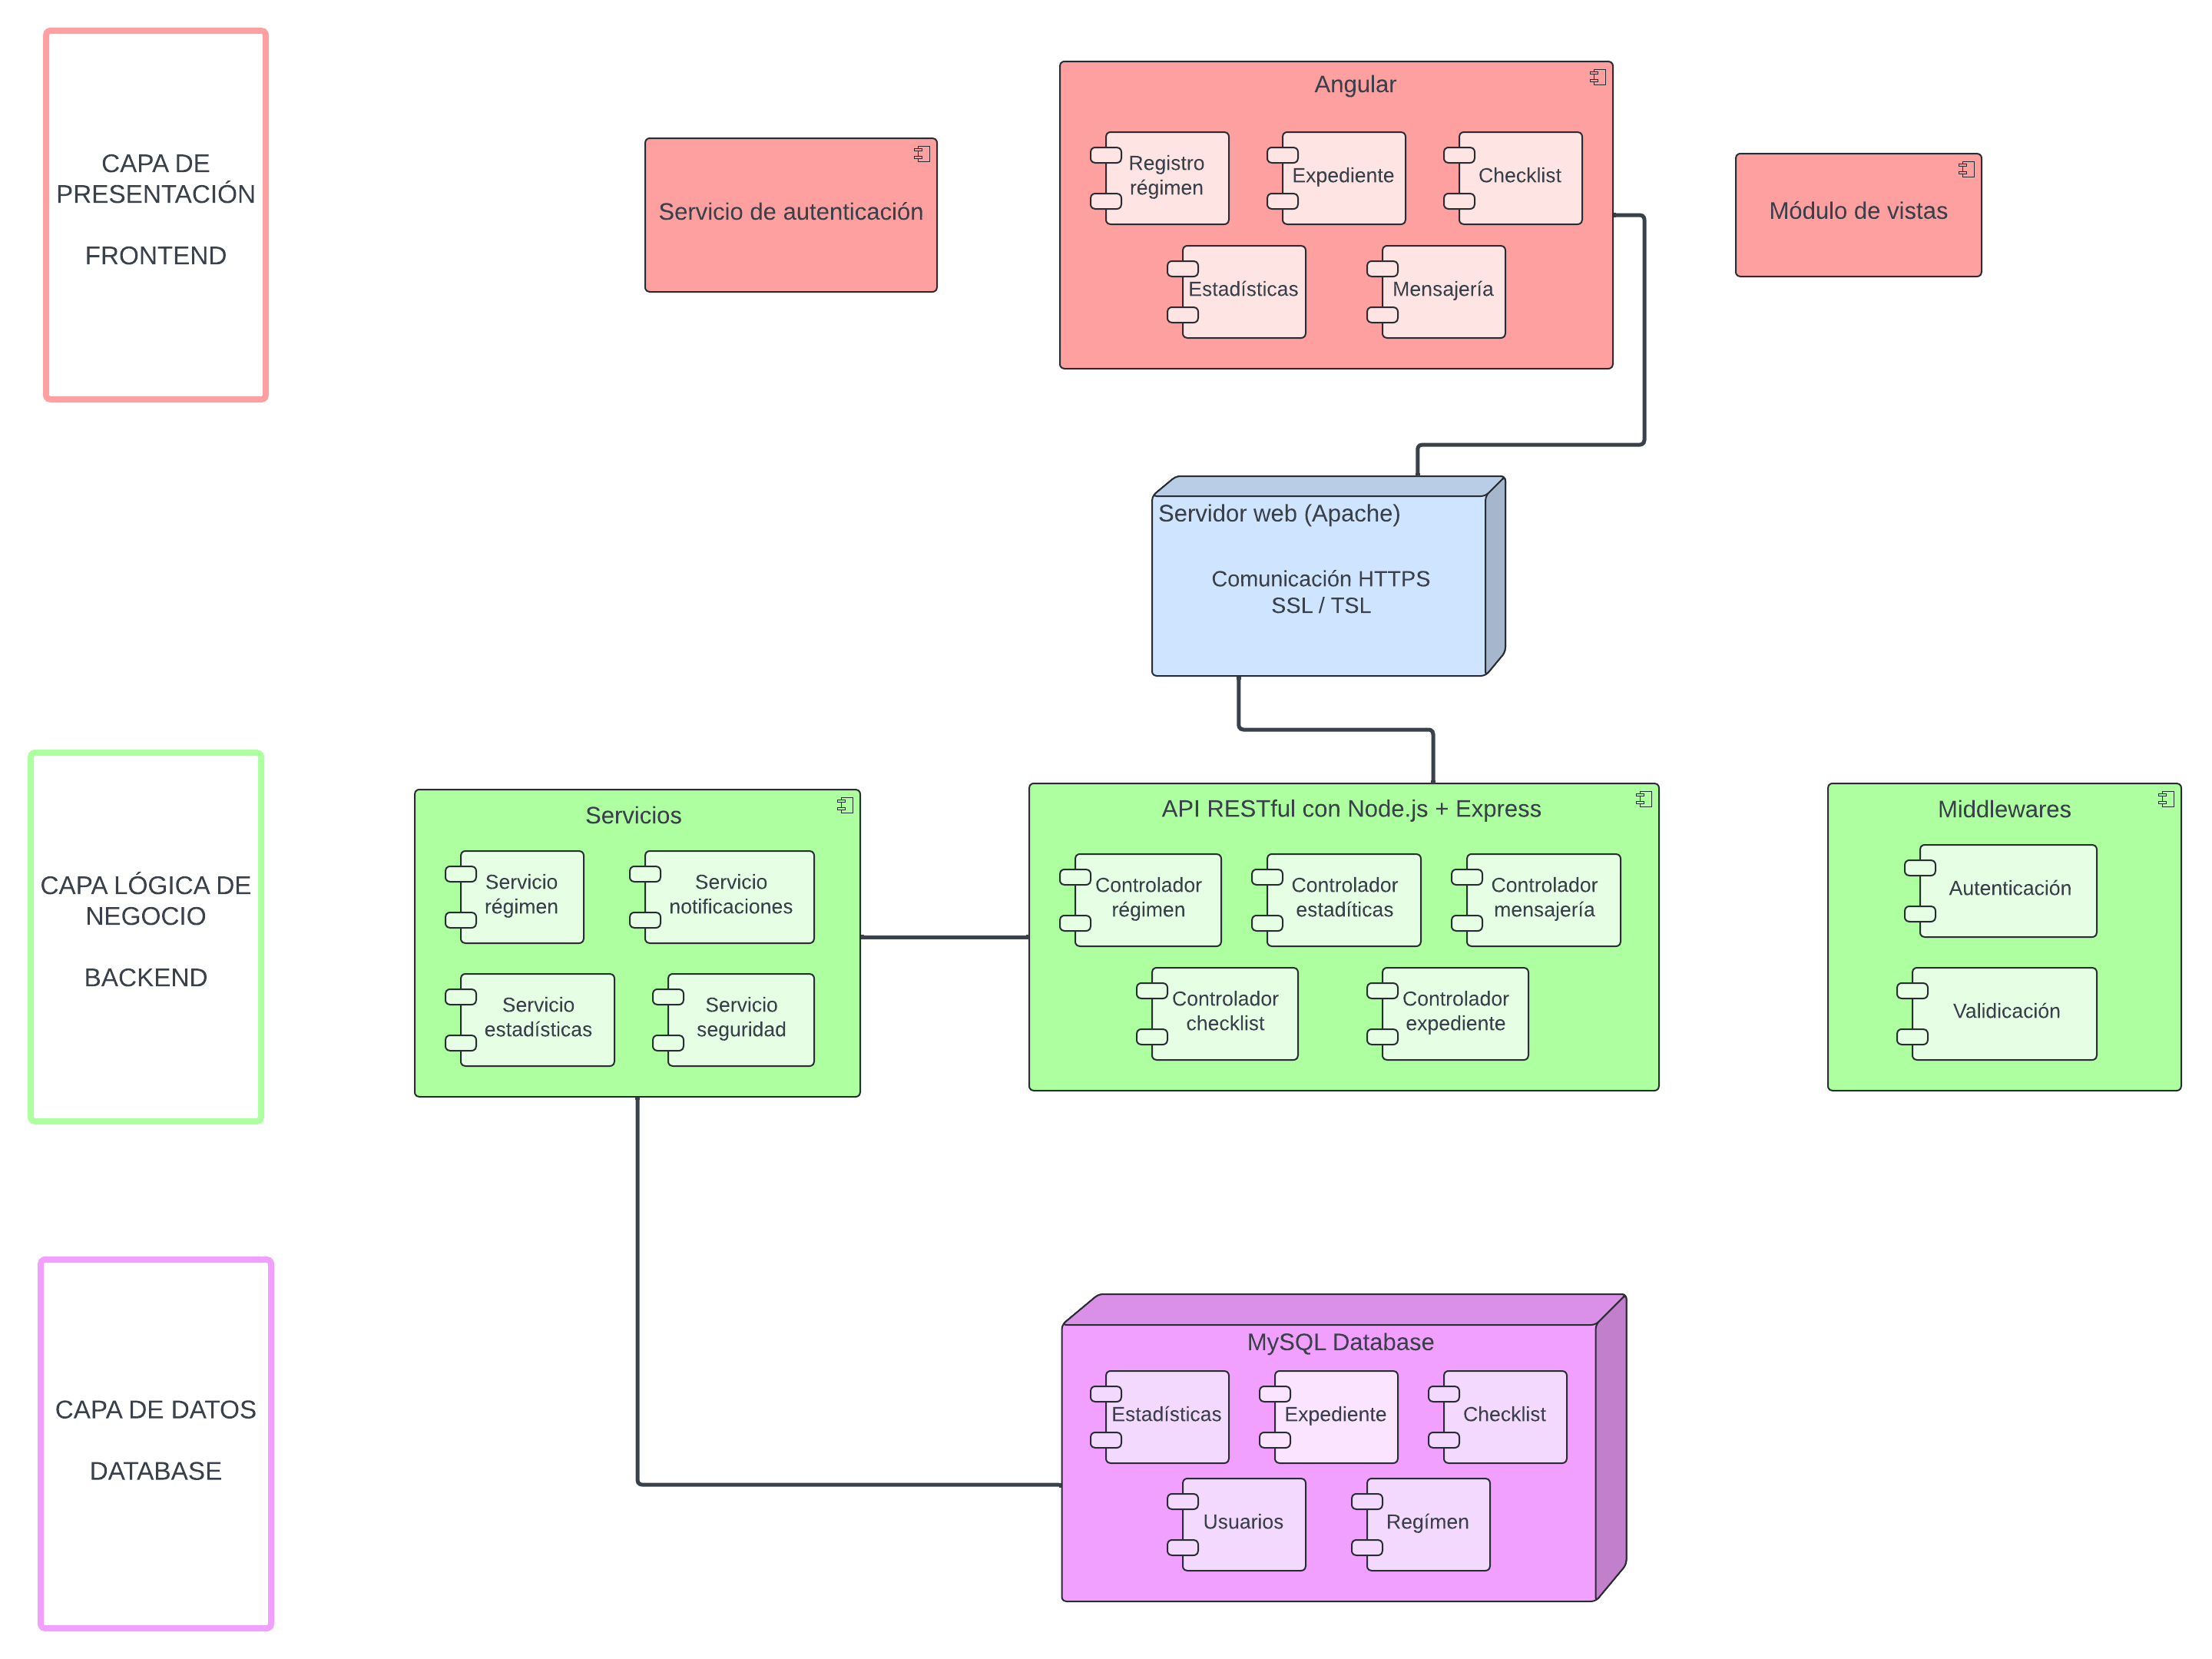 CAPA DE
PRESENTACIÓN
FRONTEND
Servicio de autenticación
Angular
Registro
régimen
Expediente
Checklist
Estadísticas
Mensajería
Módulo de vistas
Servidor web (Apache)
Comunicación HTTPS
SSL / TSL
CAPA LÓGICA DE
NEGOCIO
BACKEND
Servicios
Servicio
régimen
Servicio
notificaciones
Servicio
estadísticas
Servicio
seguridad
API RESTful con Node.js + Express
Controlador
régimen
Controlador
estadíticas
Controlador
mensajería
Controlador
checklist
Controlador
expediente
Middlewares
Autenticación
Validicación
CAPA DE DATOS
DATABASE
MySQL Database
Estadísticas
Expediente
Checklist
Usuarios
Regímen